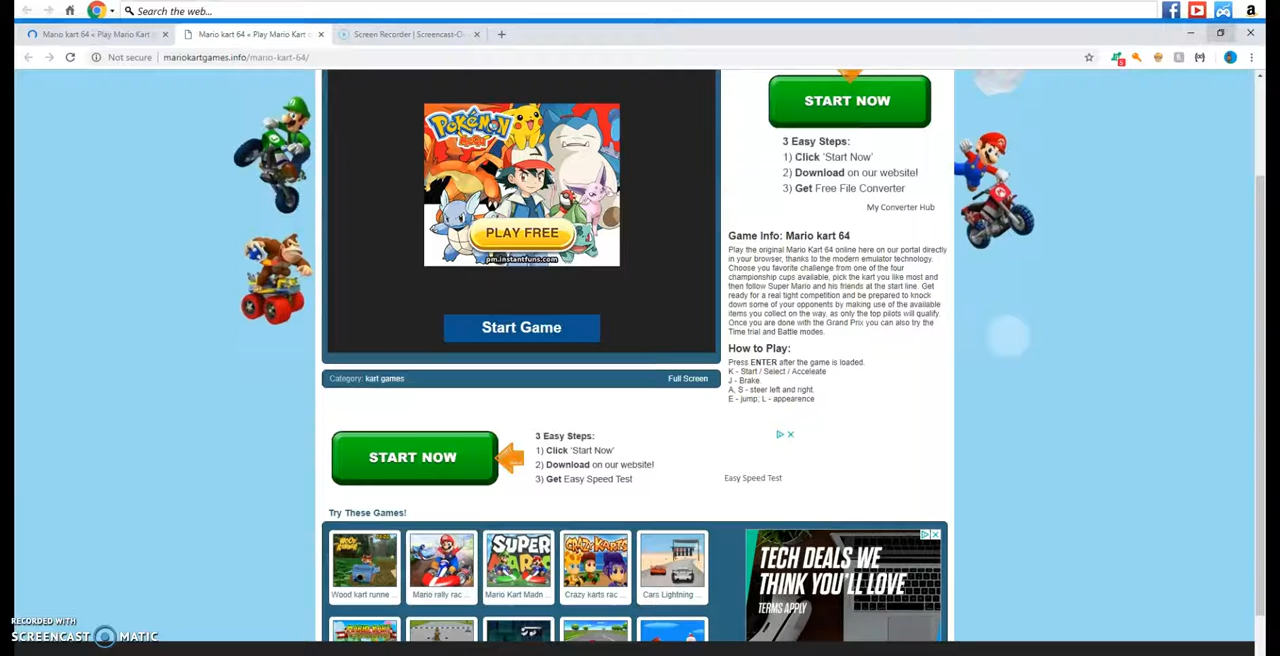 Search the web...
Mario kart 64 « Play Mario Kart
Mario kart 64 « Play Mario Kart
Screen Recorder | Screencast-O-
Not secure
mariokartgames.info/mario-kart-64/
POKéMON
PLAY FREE
pm.instantfuns.com
Start Game
Category: kart games
Full Screen
START NOW
3 Easy Steps:
1) Click 'Start Now'
2) Download on our website!
3) Get Free File Converter
My Converter Hub
Game Info: Mario kart 64
Play the original Mario Kart 64 online here on our portal directly
in your browser, thanks to the modern emulator technology.
Choose you favorite challenge from one of the four
championship cups available, pick the kart you like most and
then follow Super Mario and his friends at the start line. Get
ready for a real tight competition and be prepared to knock
down some of your opponents by making use of the available
items you collect on the way, as only the top pilots will qualify.
Once you are done with the Grand Prix you can also try the
Time trial and Battle modes.
How to Play:
Press ENTER after the game is loaded.
K - Start / Select / Acceleate
J - Brake.
A, S - steer left and right.
E - jump; L - appearence
START NOW
3 Easy Steps:
1) Click 'Start Now'
2) Download on our website!
3) Get Easy Speed Test
Easy Speed Test
Try These Games!
Wood kart runne ...
Mario rally rac ...
SUPER
Mario Kart Madn ...
CRAZY KARTS
Crazy karts rac ...
Cars Lightning ...
TECH DEALS WE
THINK YOU'LL LOVE
TERMS APPLY
RECORDED WITH
SCREENCAST MATIC